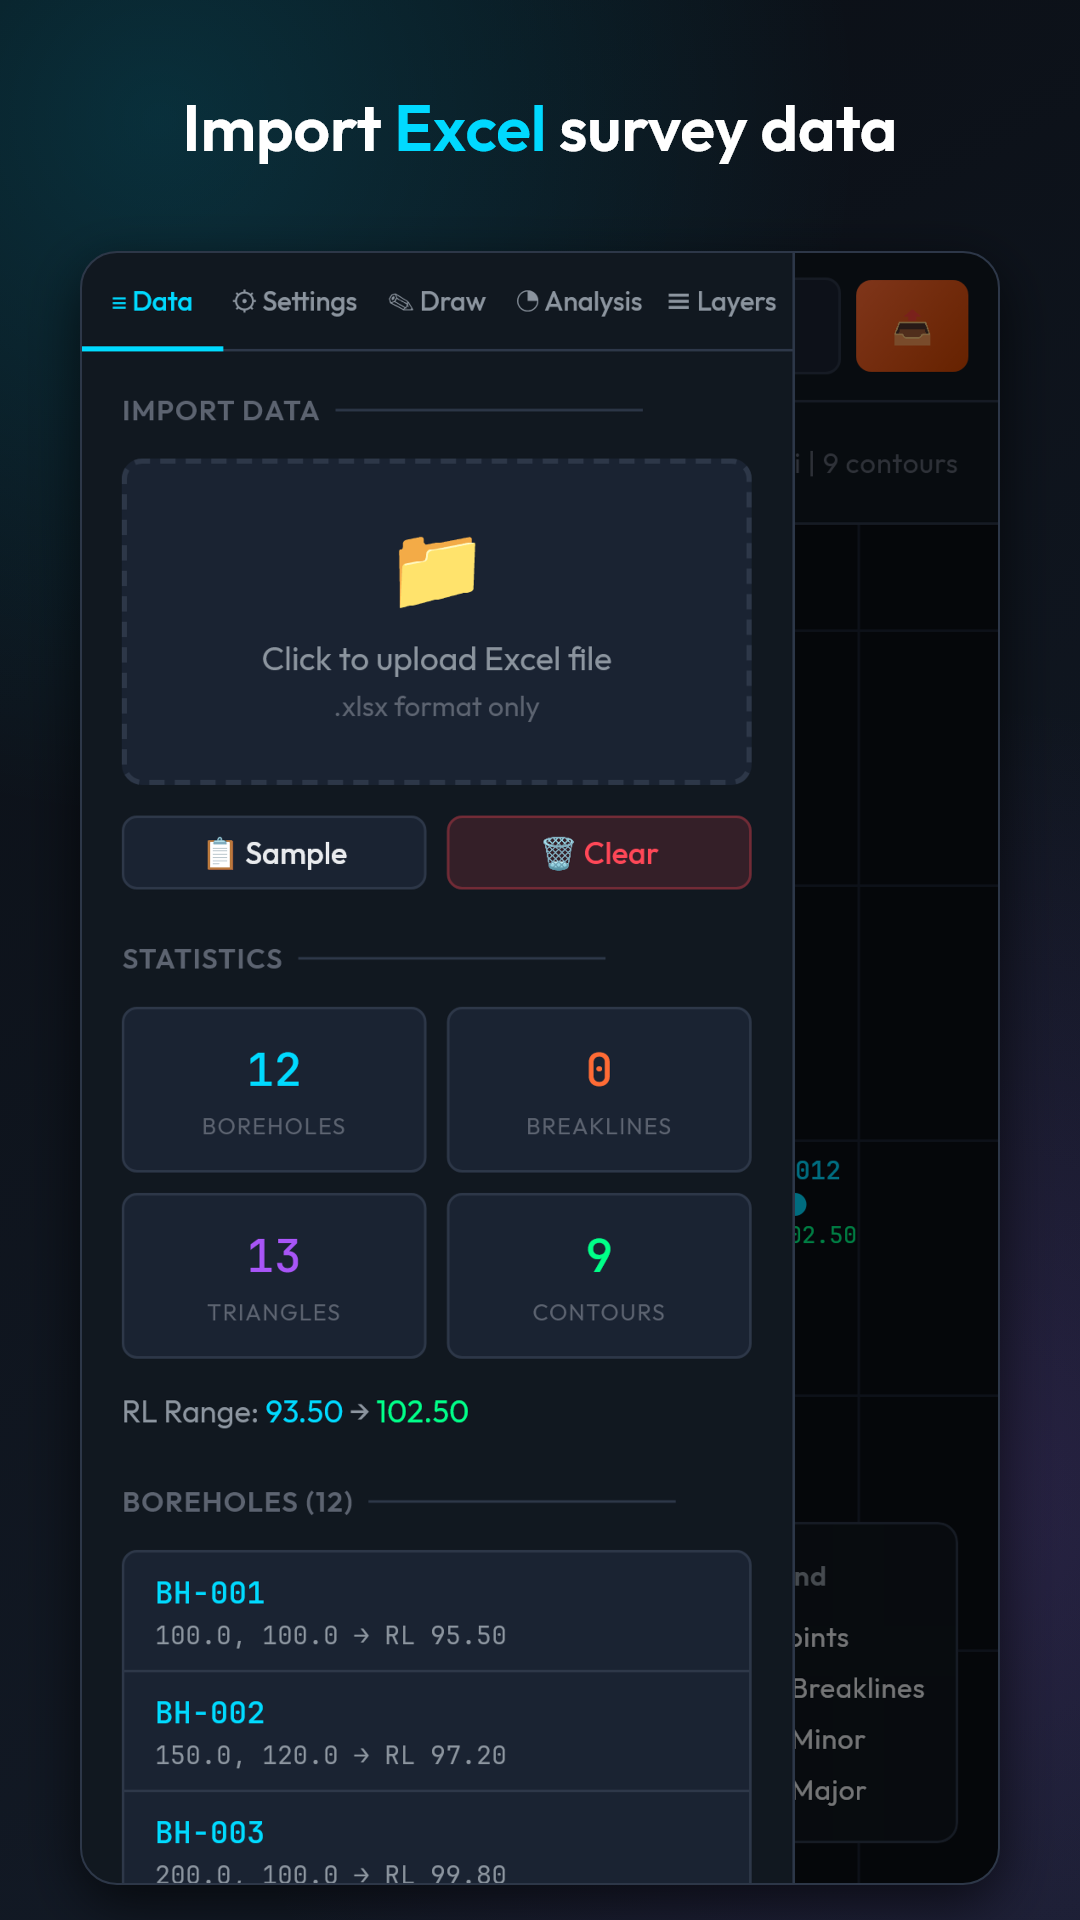 Import Excel survey data
Data
Settings
Draw
Analysis
Layers
IMPORT DATA
| 9 contours
Click to upload Excel file
.xlsx format only
Sample
Clear
STATISTICS
12
BOREHOLES
0
BREAKLINES
13
TRIANGLES
9
CONTOURS
012
02.50
RL Range: 93.50 → 102.50
BOREHOLES (12)
BH-001
100.0, 100.0 → RL 95.50
BH-002
150.0, 120.0 → RL 97.20
BH-003
200.0, 100.0 → RL 99.80
nd
oints
Breaklines
Minor
Major